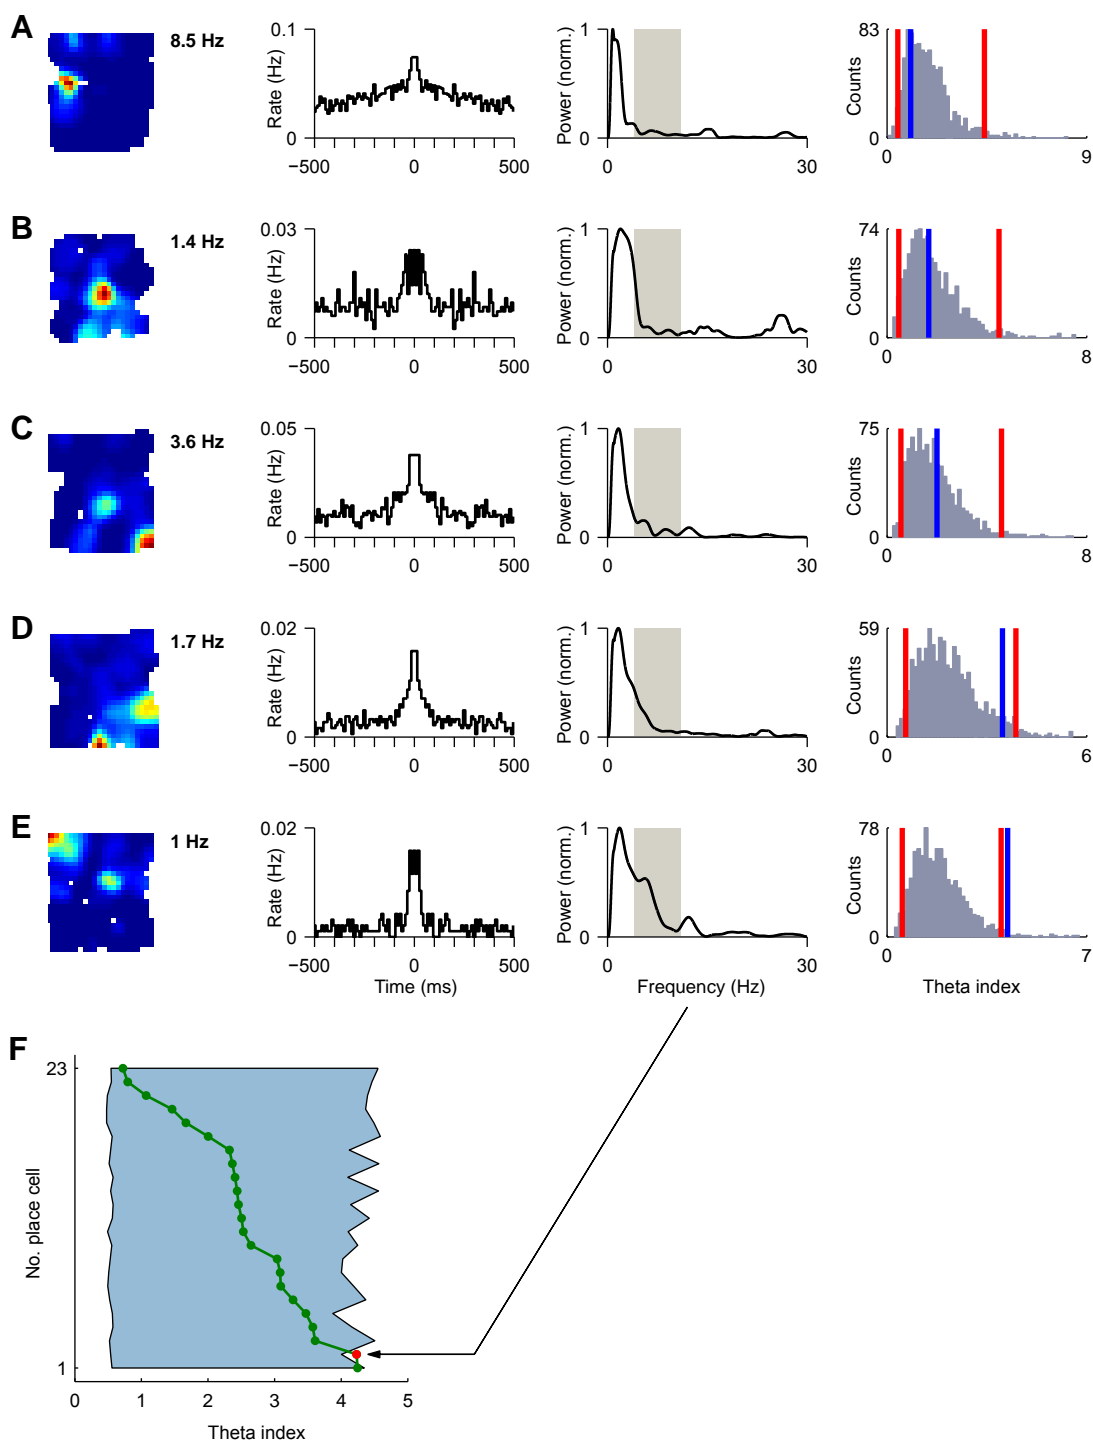 A
8.5 Hz
0.1
Rate (Hz)
0
−500
0
500
1
Power (norm.)
0
0
30
83
Counts
0
0
9
B
1.4 Hz
0.03
Rate (Hz)
0
−500
0
500
1
Power (norm.)
0
0
30
74
Counts
0
0
8
C
3.6 Hz
0.05
Rate (Hz)
0
−500
0
500
1
Power (norm.)
0
0
30
75
Counts
0
0
8
D
1.7 Hz
0.02
Rate (Hz)
0
−500
0
500
1
Power (norm.)
0
0
30
59
Counts
0
0
6
E
1 Hz
0.02
Rate (Hz)
0
−500
0
500
Time (ms)
1
Power (norm.)
0
0
30
Frequency (Hz)
78
Counts
0
0
7
Theta index
F
23
No. place cell
1
0
1
2
3
4
5
Theta index